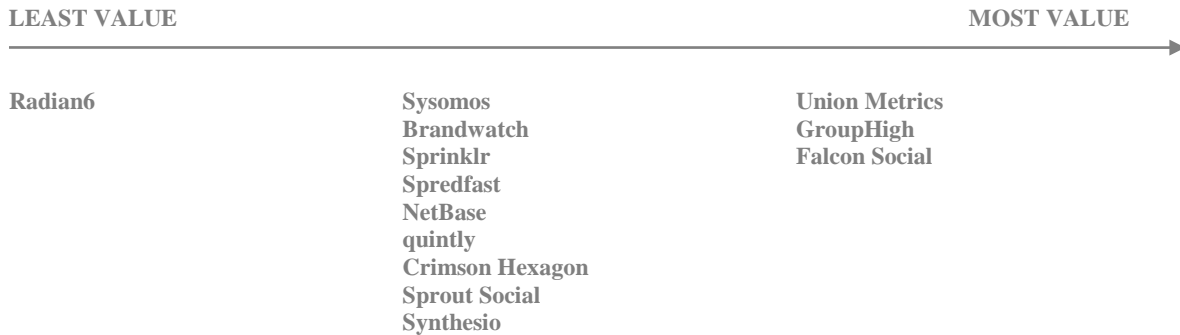 LEAST VALUE MOST VALUE
Radian6 Sysomos Union Metrics
Brandwatch GroupHigh
Sprinklr Falcon Social
Spredfast
NetBase
quintly
Crimson Hexagon
Sprout Social
Synthesio